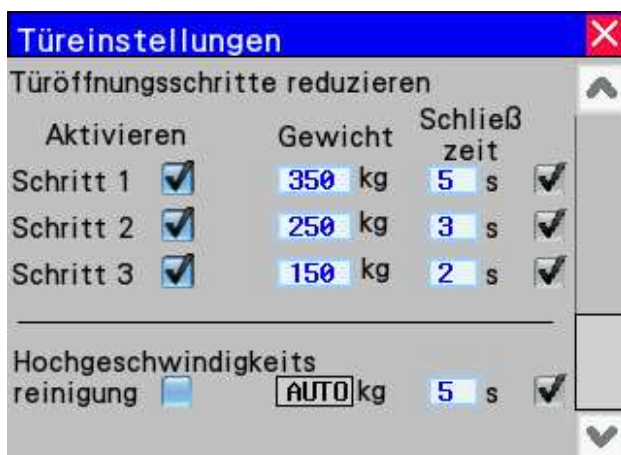 Türeinstellungen
Türöffnungsschritte reduzieren
Aktivieren Gewicht Schließ
zeit
Schritt 1 350 kg 5 s
Schritt 2 250 kg 3 s
Schritt 3 150 kg 2 s
Hochgeschwindigkeits
reinigung AUTO kg 5 s